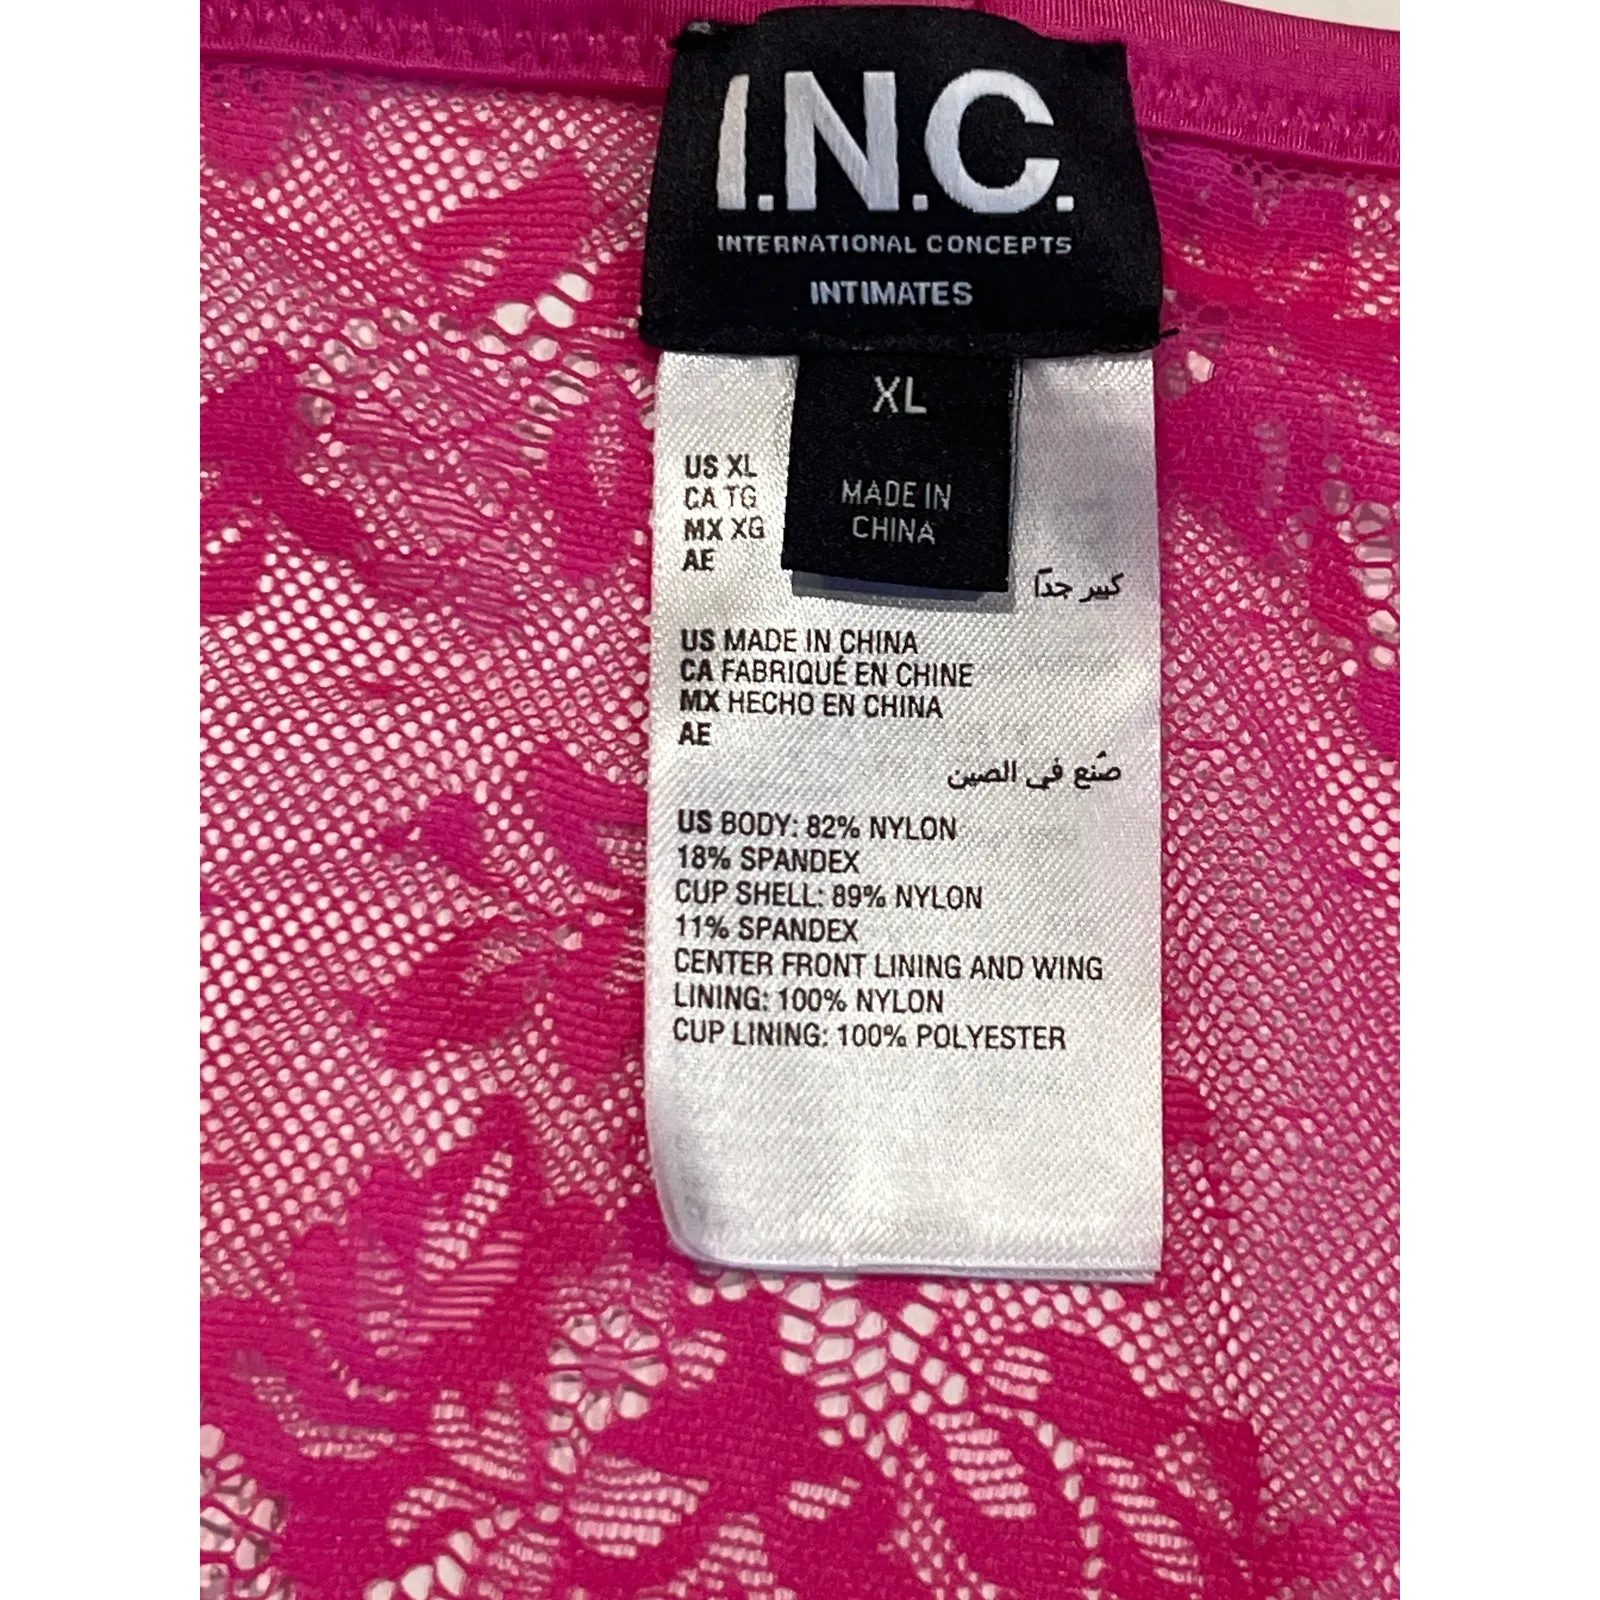 I.N.C.
INTERNATIONAL CONCEPTS
INTIMATES
XL
MADE IN
CHINA
US XL
CA TG
MX XG
AE
كبير جدًا
US MADE IN CHINA
CA FABRIQUÉ EN CHINE
MX HECHO EN CHINA
AE
صُنع في الصين
US BODY: 82% NYLON
18% SPANDEX
CUP SHELL: 89% NYLON
11% SPANDEX
CENTER FRONT LINING AND WING
LINING: 100% NYLON
CUP LINING: 100% POLYESTER